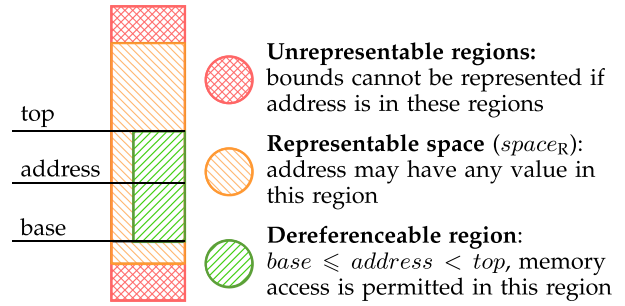 top
address
base
Unrepresentable regions:
bounds cannot be represented if
address is in these regions
Representable space (space_R):
address may have any value in
this region
Dereferenceable region:
base ⩽ address < top, memory
access is permitted in this region